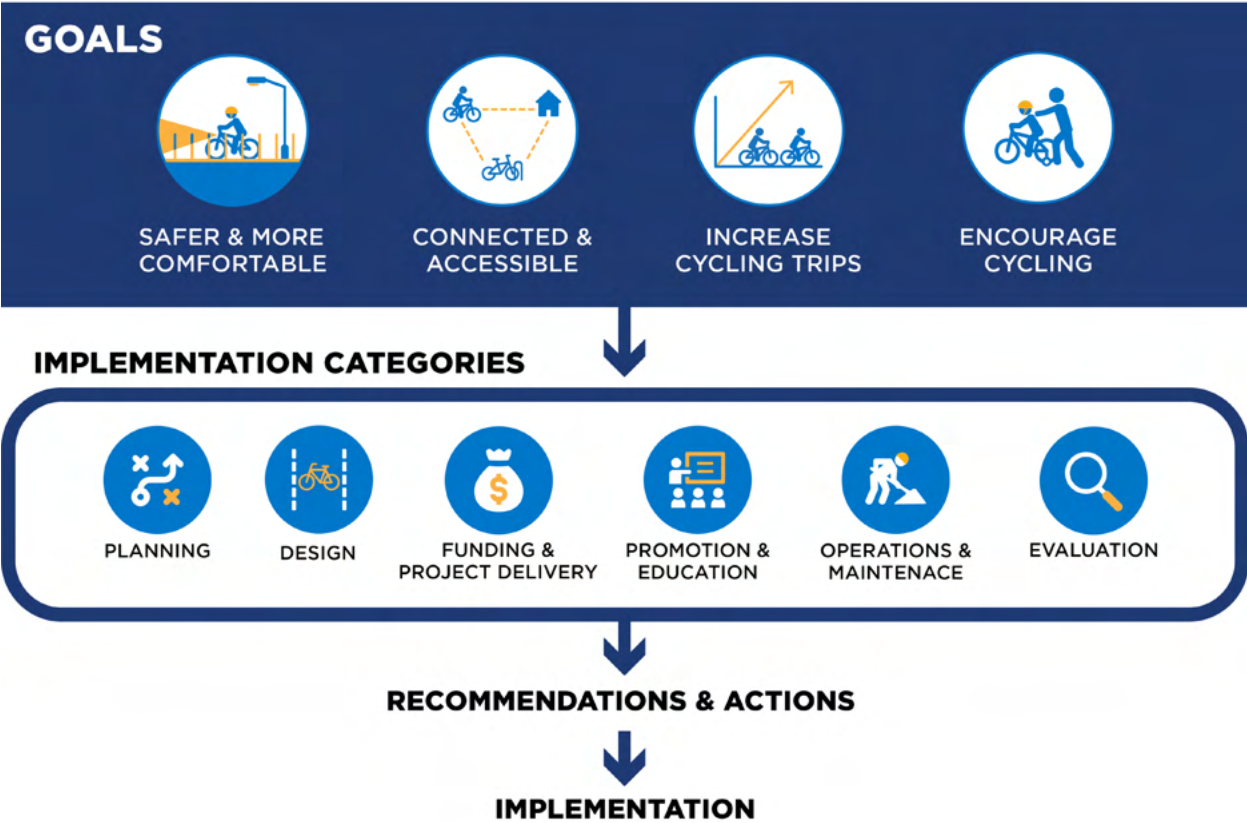 GOALS
SAFER & MORE
COMFORTABLE
CONNECTED &
ACCESSIBLE
INCREASE
CYCLING TRIPS
ENCOURAGE
CYCLING
IMPLEMENTATION CATEGORIES
PLANNING
DESIGN
$
FUNDING &
PROJECT DELIVERY
PROMOTION &
EDUCATION
OPERATIONS &
MAINTENACE
EVALUATION
RECOMMENDATIONS & ACTIONS
IMPLEMENTATION